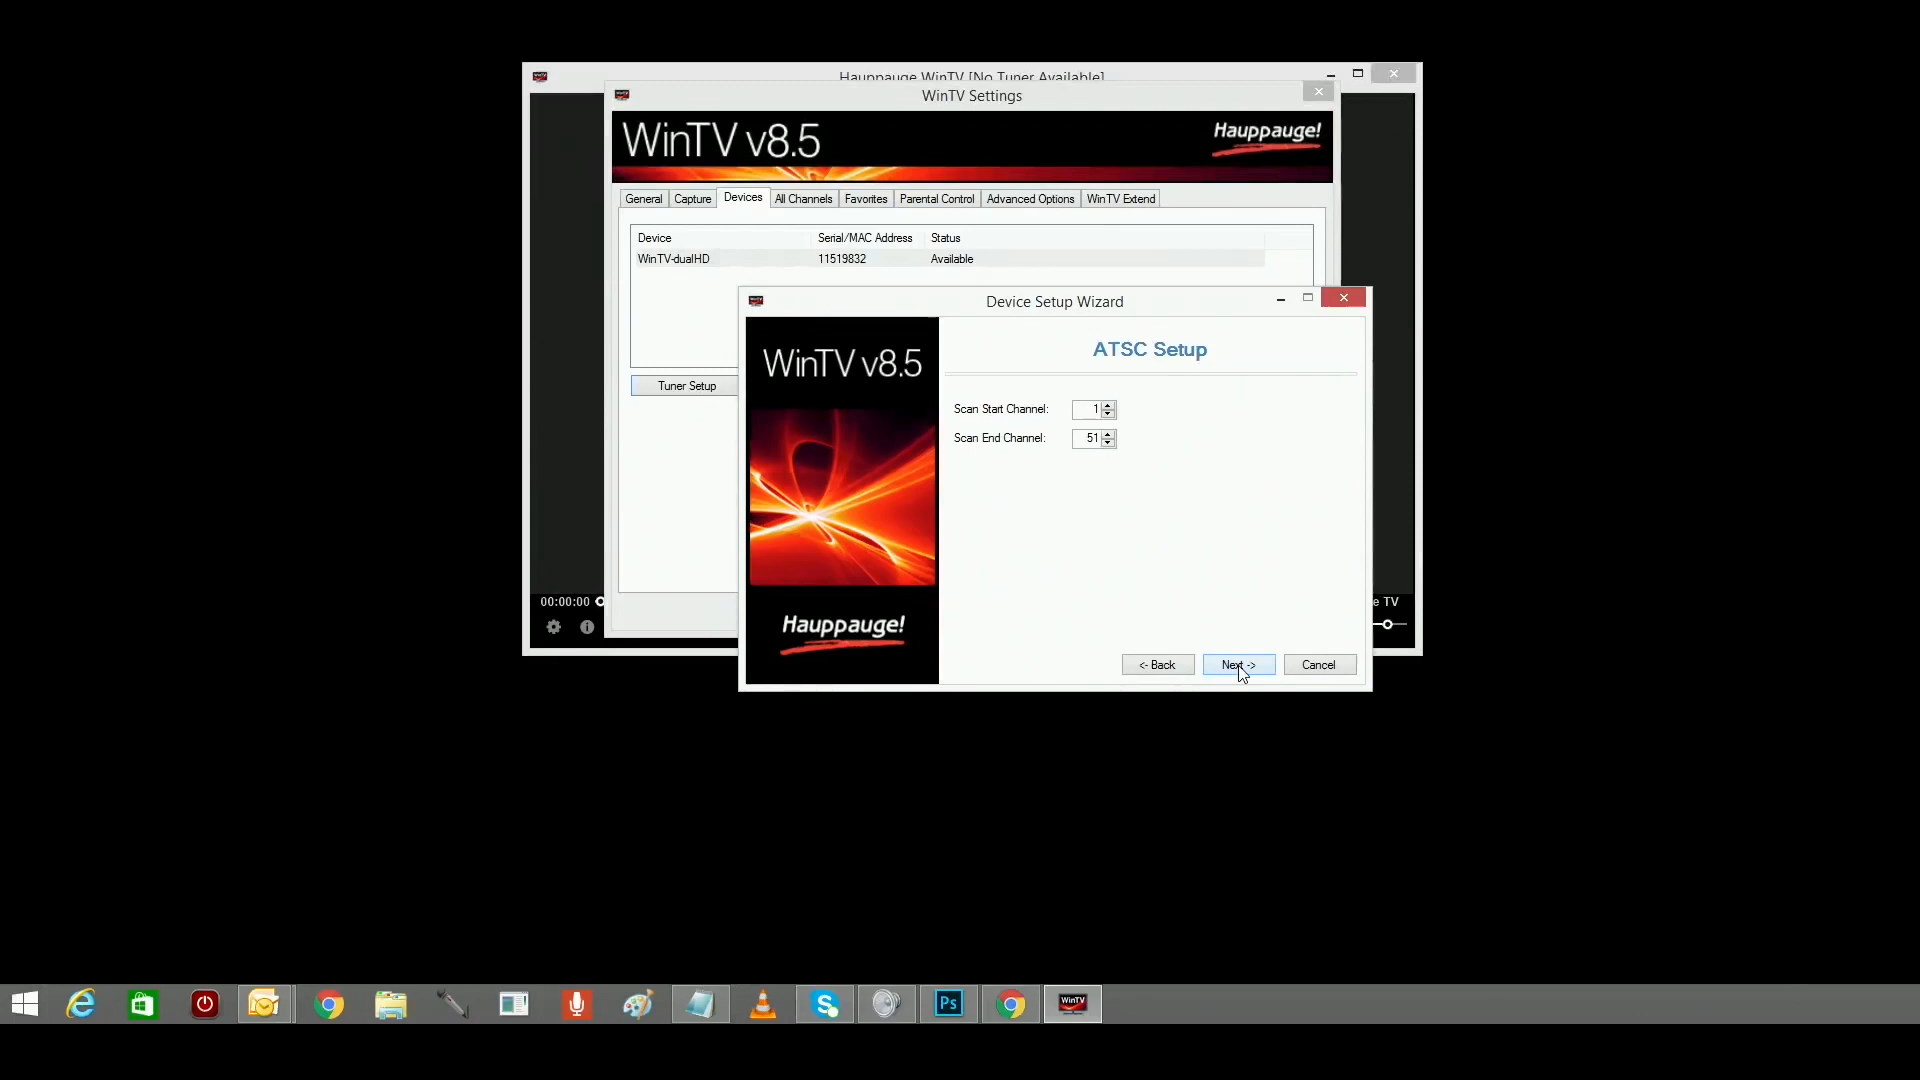 Hauppauge WinTV [No Tuner Available]
WinTV Settings
WinTV v8.5
Hauppauge!
General Capture Devices All Channels Favorites Parental Control Advanced Options WinTV Extend
Device Serial/MAC Address Status
WinTV-dualHD 11519832 Available
Tuner Setup
Device Setup Wizard
WinTV v8.5
Hauppauge!
ATSC Setup
Scan Start Channel: 1
Scan End Channel: 51
<- Back Next -> Cancel
00:00:00
e TV
Ps
WinTV